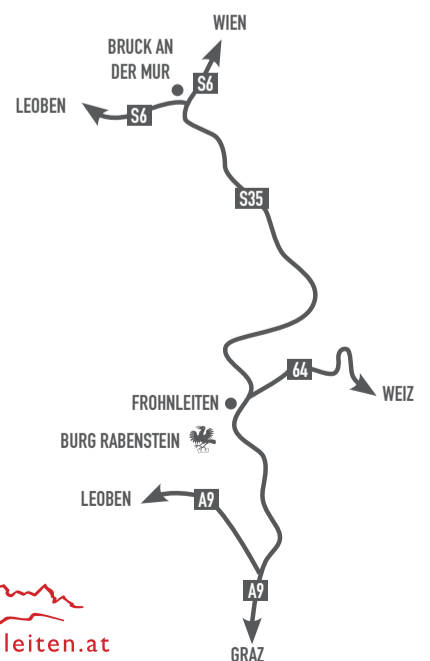 WIEN
BRUCK AN
DER MUR
S6
LEOBEN
S6
S35
64
WEIZ
FROHNLEITEN
BURG RABENSTEIN
LEOBEN
A9
A9
leiten.at
GRAZ